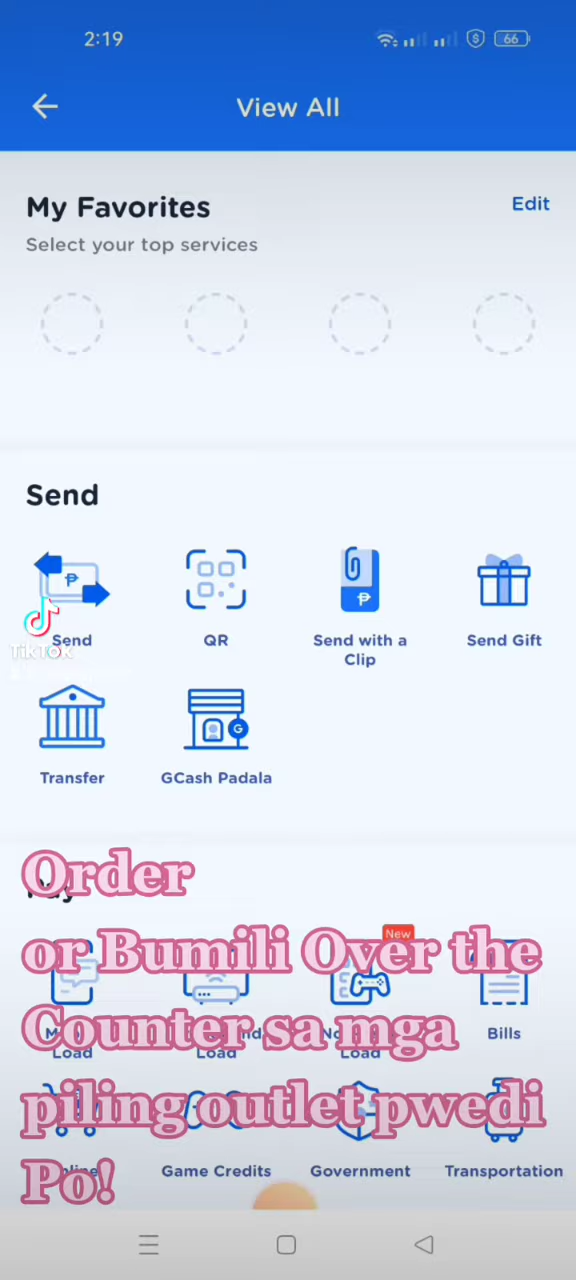 2:19
66
View All
My Favorites
Edit
Select your top services
Send
Send
QR
Send with a
Clip
Send Gift
TikTok
Transfer
GCash Padala
Order
or Bumili Over the
Counter sa mga
piling outlet pwedi
Po!
New
Load
Load
Load
Bills
Game Credits
Government
Transportation